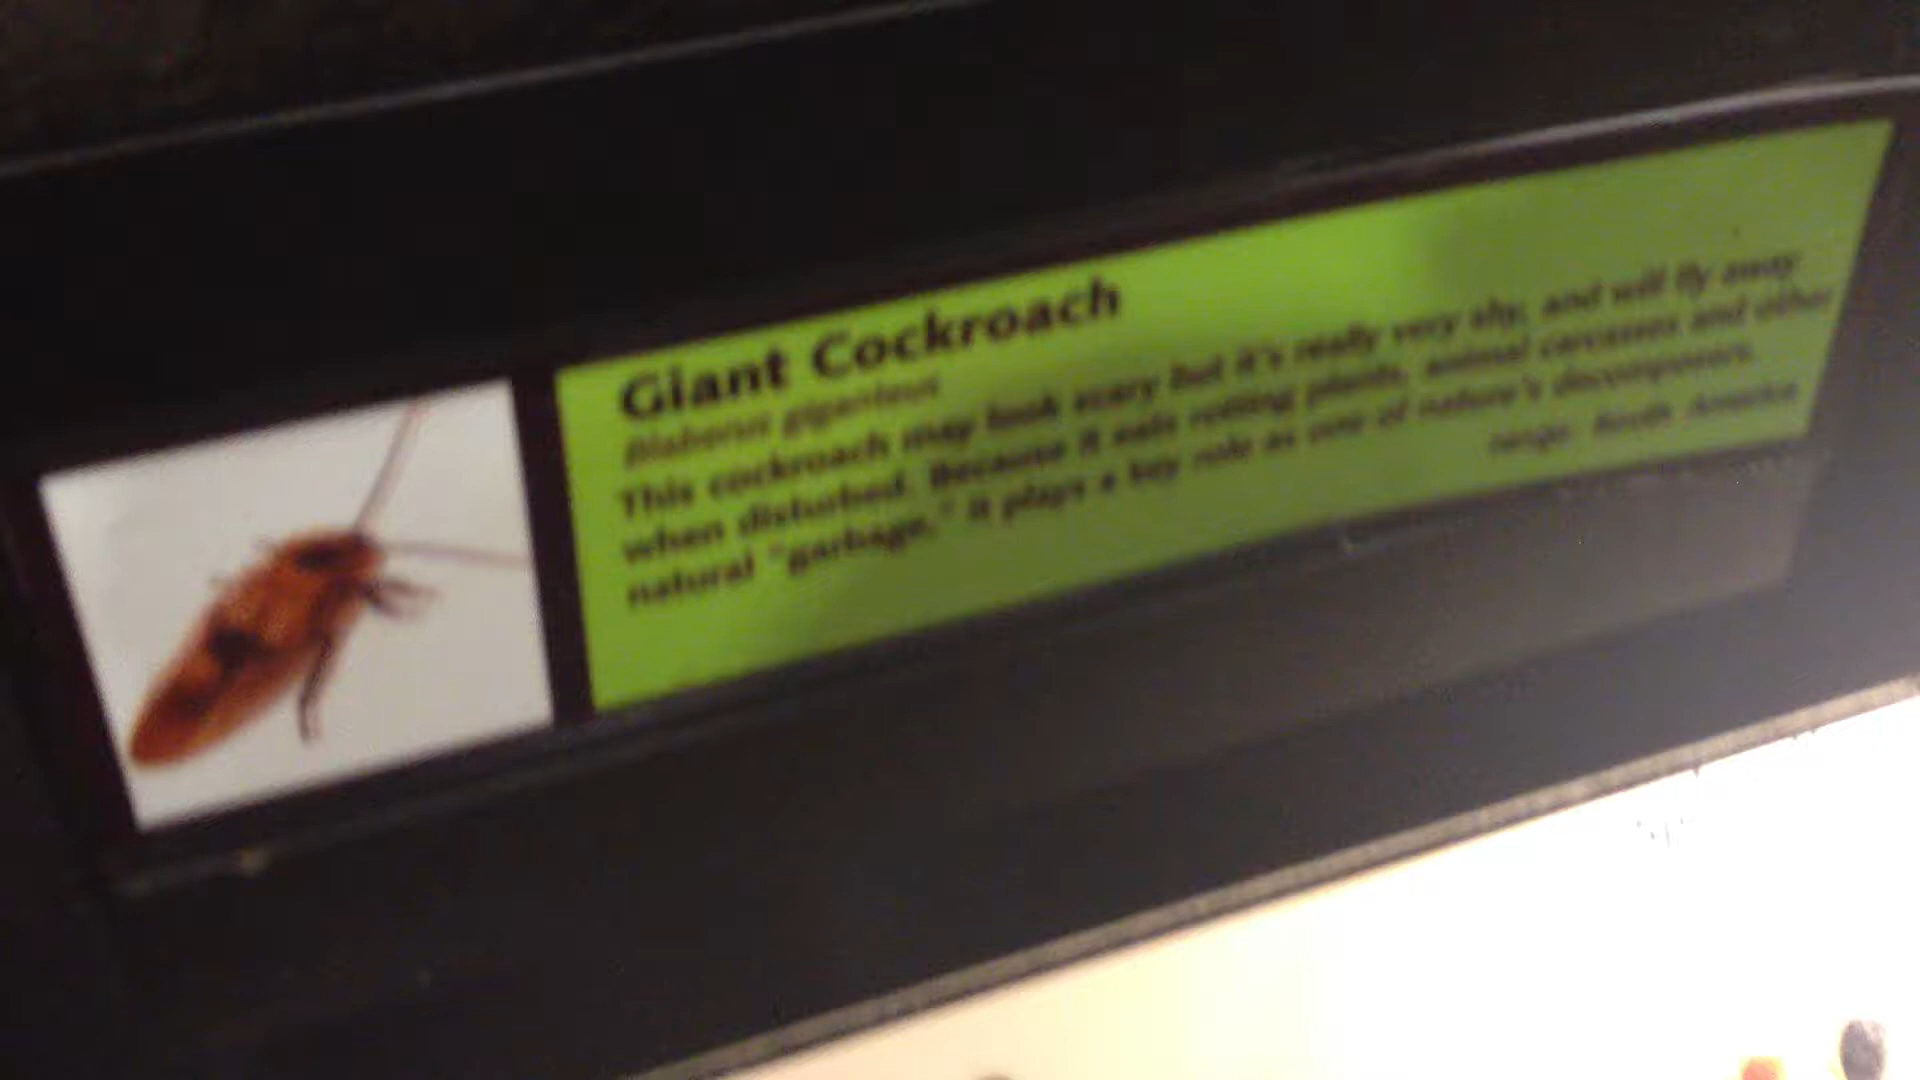 Giant Cockroach
Blaberus giganteus
This cockroach may look scary but it's really very shy, and will fly away
when disturbed. Because it eats rotting plants, animal carcasses and other
natural "garbage," it plays a key role as one of nature's decomposers.
range: South America